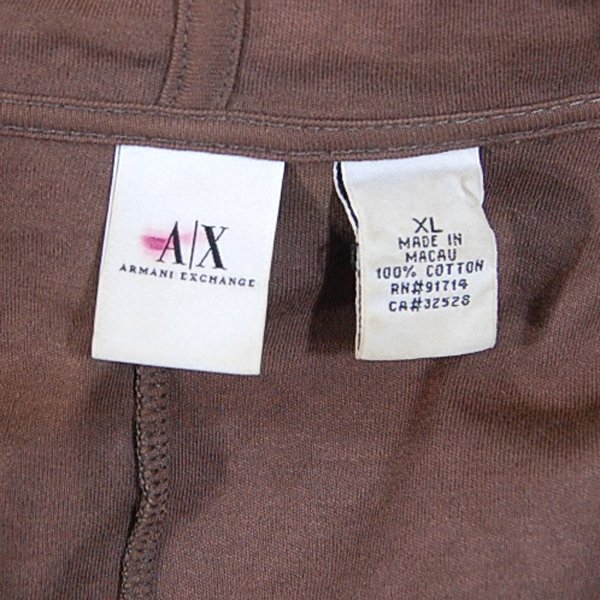 A|X
ARMANI EXCHANGE
XL
MADE IN
MACAU
100% COTTON
RN#91714
CA#32528